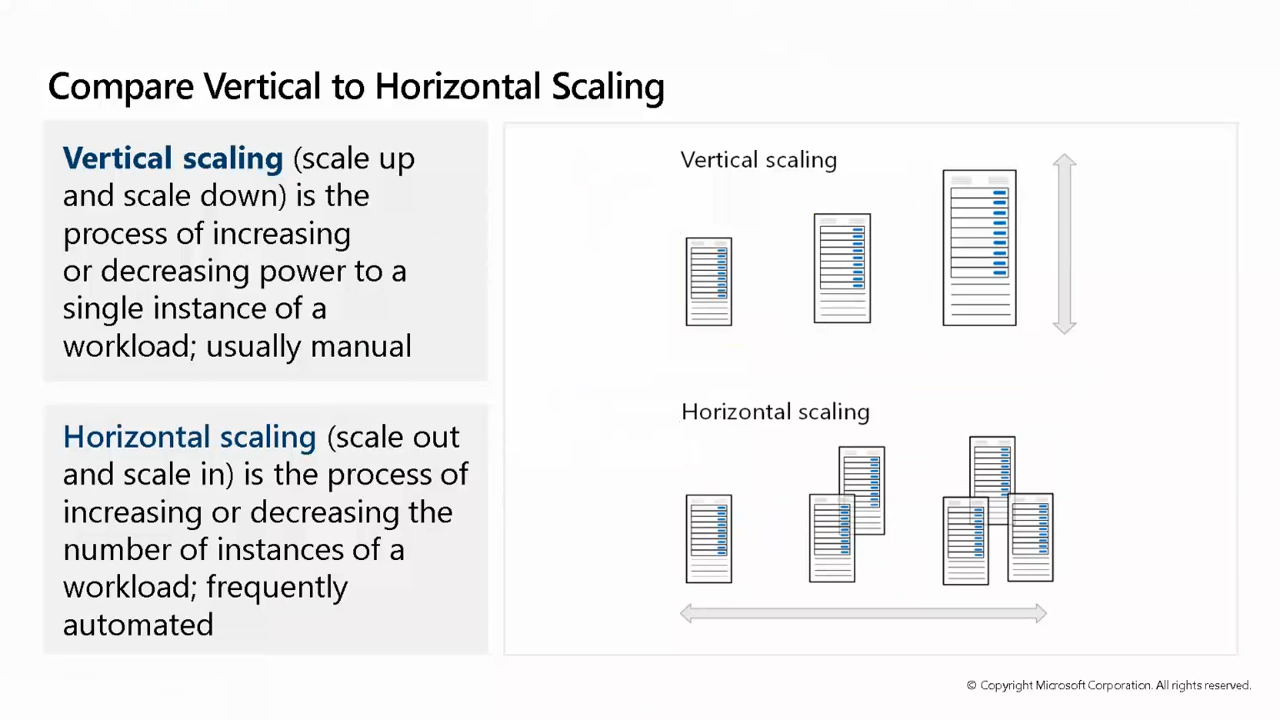 Compare Vertical to Horizontal Scaling
Vertical scaling (scale up
and scale down) is the
process of increasing
or decreasing power to a
single instance of a
workload; usually manual
Horizontal scaling (scale out
and scale in) is the process of
increasing or decreasing the
number of instances of a
workload; frequently
automated
Vertical scaling
Horizontal scaling
© Copyright Microsoft Corporation. All rights reserved.